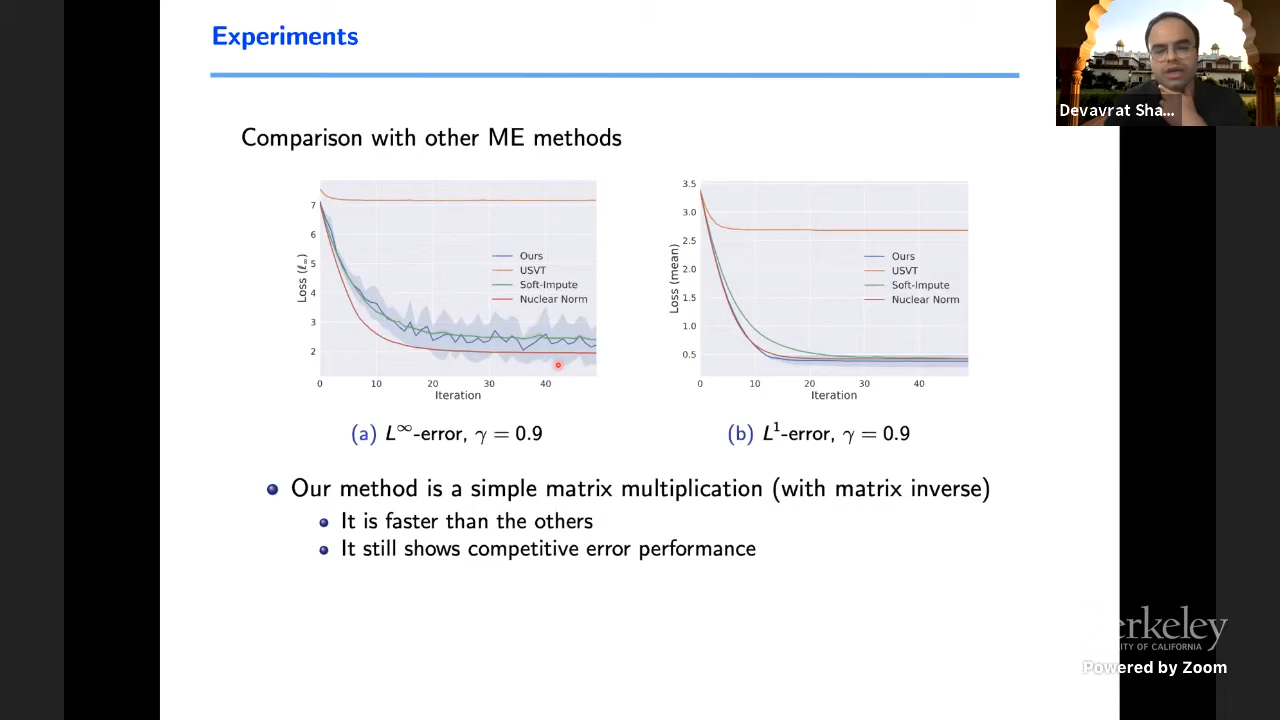 Experiments
Devavrat Sha...
Comparison with other ME methods
7
6
5
4
3
2
Loss (ℓ∞)
Ours
USVT
Soft-Impute
Nuclear Norm
0 10 20 30 40
Iteration
3.5
3.0
2.5
2.0
1.5
1.0
0.5
Loss (mean)
Ours
USVT
Soft-Impute
Nuclear Norm
0 10 20 30 40
Iteration
(a) L∞-error, γ = 0.9
(b) L¹-error, γ = 0.9
Our method is a simple matrix multiplication (with matrix inverse)
It is faster than the others
It still shows competitive error performance
erkeley
ITY OF CALIFORNIA
Powered by Zoom